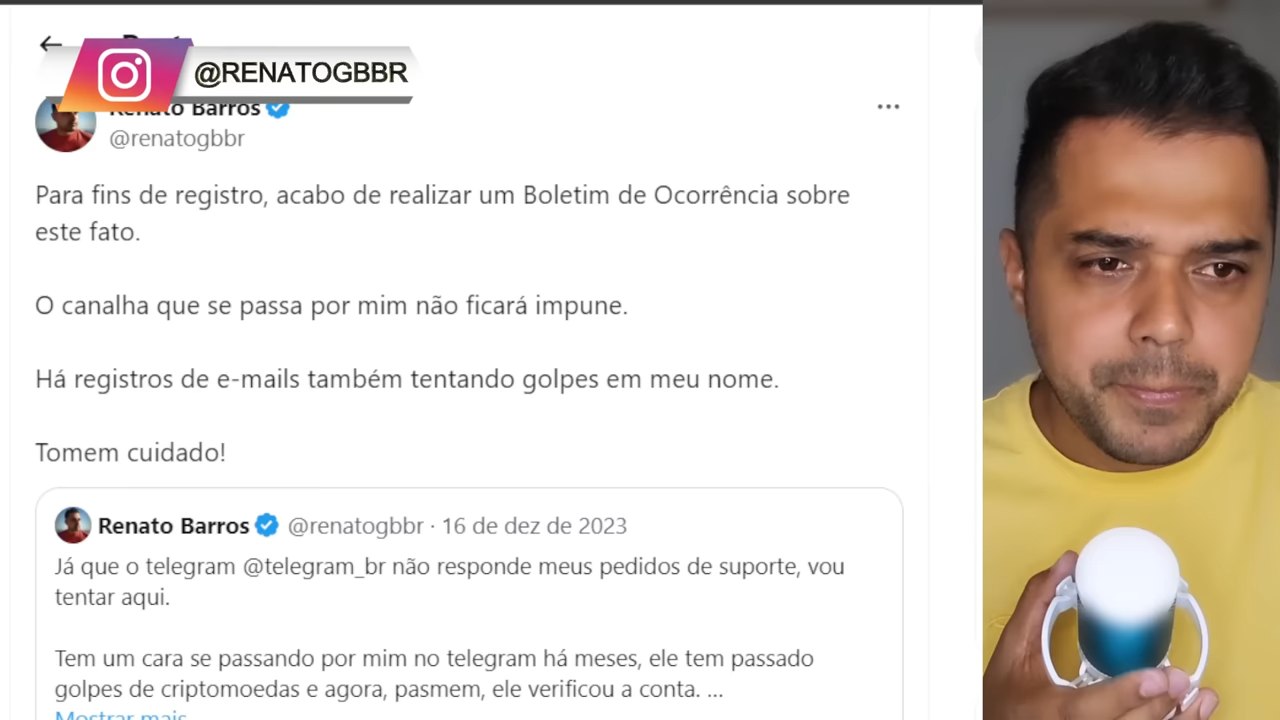 @RENATOGBBR
Renato Barros
@renatogbbr
Para fins de registro, acabo de realizar um Boletim de Ocorrência sobre
este fato.
O canalha que se passa por mim não ficará impune.
Há registros de e-mails também tentando golpes em meu nome.
Tomem cuidado!
Renato Barros @renatogbbr · 16 de dez de 2023
Já que o telegram @telegram_br não responde meus pedidos de suporte, vou
tentar aqui.
Tem um cara se passando por mim no telegram há meses, ele tem passado
golpes de criptomoedas e agora, pasmem, ele verificou a conta. ...
Mostrar mais